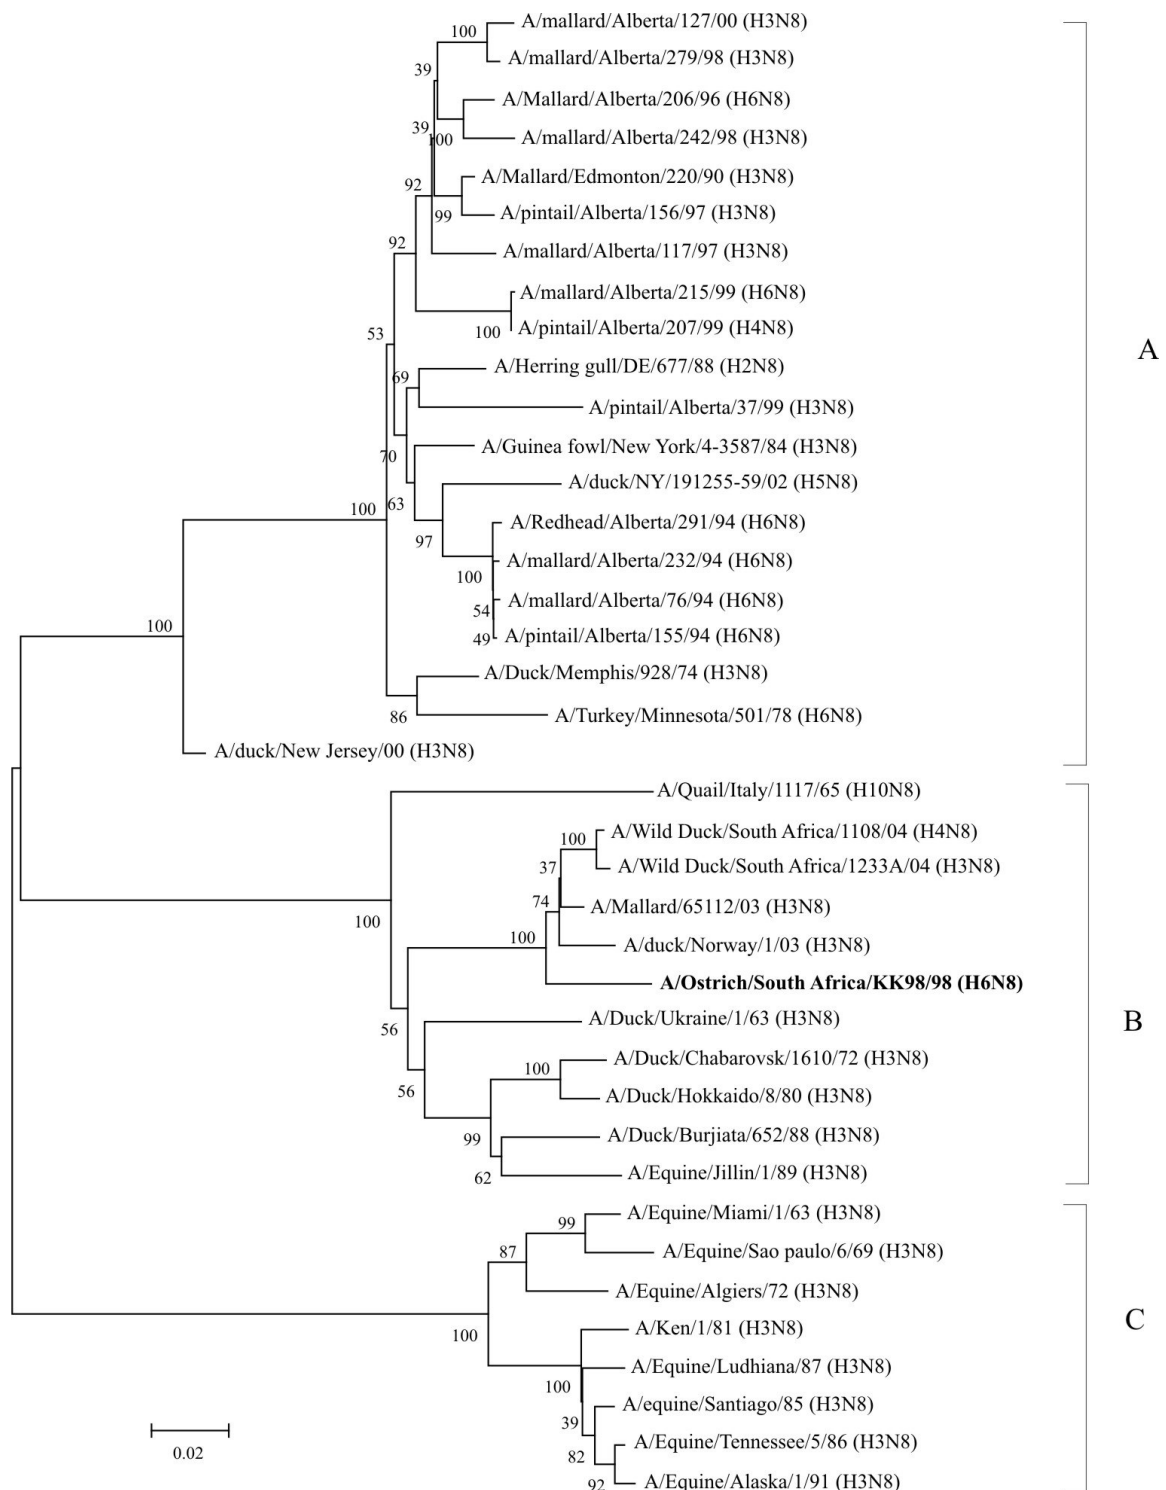 A/mallard/Alberta/127/00 (H3N8)
100
A/mallard/Alberta/279/98 (H3N8)
39
A/Mallard/Alberta/206/96 (H6N8)
39
100
A/mallard/Alberta/242/98 (H3N8)
A/Mallard/Edmonton/220/90 (H3N8)
92
99
A/pintail/Alberta/156/97 (H3N8)
92
A/mallard/Alberta/117/97 (H3N8)
A/mallard/Alberta/215/99 (H6N8)
100
A/pintail/Alberta/207/99 (H4N8)
53
A
A/Herring gull/DE/677/88 (H2N8)
69
A/pintail/Alberta/37/99 (H3N8)
A/Guinea fowl/New York/4-3587/84 (H3N8)
70
A/duck/NY/191255-59/02 (H5N8)
63
100
A/Redhead/Alberta/291/94 (H6N8)
97
A/mallard/Alberta/232/94 (H6N8)
100
A/mallard/Alberta/76/94 (H6N8)
54
100
49
A/pintail/Alberta/155/94 (H6N8)
A/Duck/Memphis/928/74 (H3N8)
86
A/Turkey/Minnesota/501/78 (H6N8)
A/duck/New Jersey/00 (H3N8)
A/Quail/Italy/1117/65 (H10N8)
A/Wild Duck/South Africa/1108/04 (H4N8)
100
37
A/Wild Duck/South Africa/1233A/04 (H3N8)
74
A/Mallard/65112/03 (H3N8)
100
100
A/duck/Norway/1/03 (H3N8)
A/Ostrich/South Africa/KK98/98 (H6N8)
56
A/Duck/Ukraine/1/63 (H3N8)
B
A/Duck/Chabarovsk/1610/72 (H3N8)
100
56
A/Duck/Hokkaido/8/80 (H3N8)
99
A/Duck/Burjiata/652/88 (H3N8)
62
A/Equine/Jillin/1/89 (H3N8)
A/Equine/Miami/1/63 (H3N8)
99
87
A/Equine/Sao paulo/6/69 (H3N8)
A/Equine/Algiers/72 (H3N8)
C
100
A/Ken/1/81 (H3N8)
A/Equine/Ludhiana/87 (H3N8)
100
A/equine/Santiago/85 (H3N8)
39
A/Equine/Tennessee/5/86 (H3N8)
0.02
82
92
A/Equine/Alaska/1/91 (H3N8)